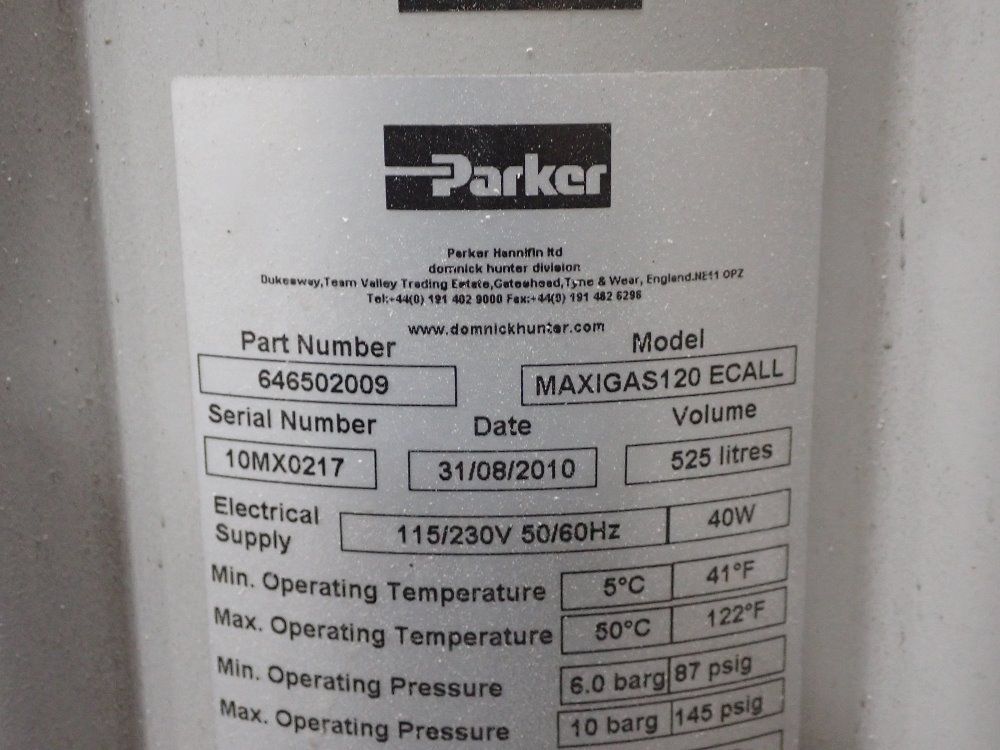 Parker
Parker Hannifin ltd
domnick hunter division
Dukesway,Team Valley Trading Estate,Gateshead,Tyne & Wear, England.NE11 OPZ
Tel:+44(0) 191 402 9000 Fax:+44(0) 191 482 6296
www.domnickhunter.com
Part Number Model
646502009 MAXIGAS120 ECALL
Serial Number Date Volume
10MX0217 31/08/2010 525 litres
Electrical Supply 115/230V 50/60Hz 40W
Min. Operating Temperature 5°C 41°F
Max. Operating Temperature 50°C 122°F
Min. Operating Pressure 6.0 barg 87 psig
Max. Operating Pressure 10 barg 145 psig